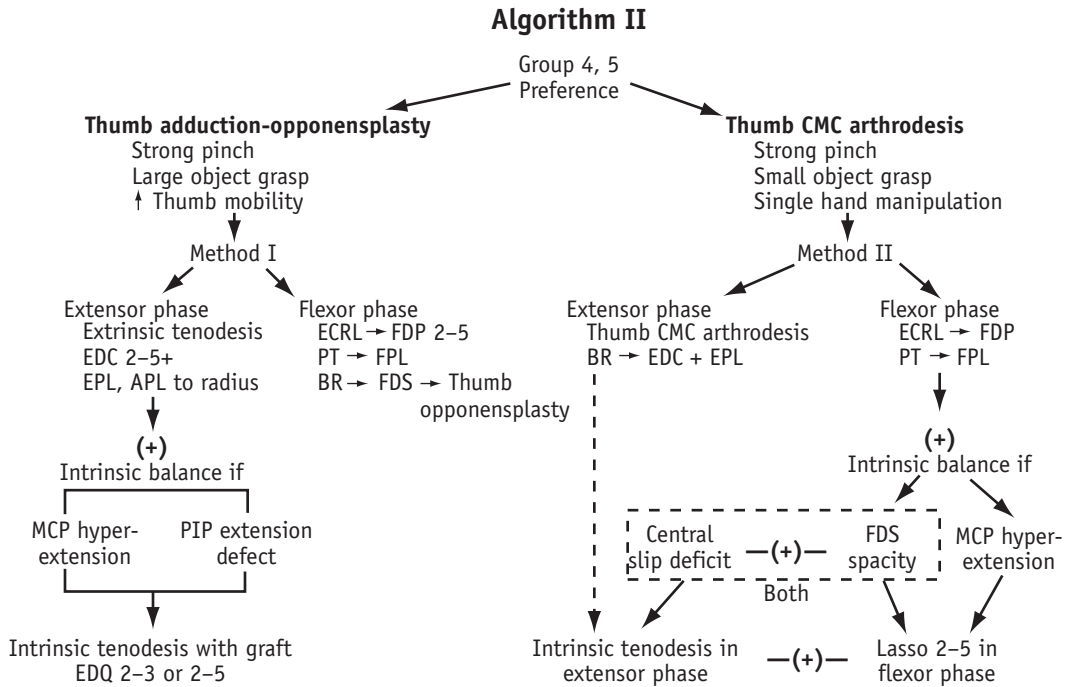 Algorithm II
Group 4, 5
Preference
Thumb adduction-opponensplasty
Strong pinch
Large object grasp
↑ Thumb mobility
Method I
Extensor phase
Extrinsic tenodesis
EDC 2–5+
EPL, APL to radius
Flexor phase
ECRL → FDP 2–5
PT → FPL
BR → FDS → Thumb
opponensplasty
(+)
Intrinsic balance if
MCP hyper-
extension
PIP extension
defect
Intrinsic tenodesis with graft
EDQ 2–3 or 2–5
Thumb CMC arthrodesis
Strong pinch
Small object grasp
Single hand manipulation
Method II
Extensor phase
Thumb CMC arthrodesis
BR → EDC + EPL
Flexor phase
ECRL → FDP
PT → FPL
(+)
Intrinsic balance if
Central
slip deficit
(+)
FDS
spacity
Both
MCP hyper-
extension
Intrinsic tenodesis in
extensor phase
(+)
Lasso 2–5 in
flexor phase